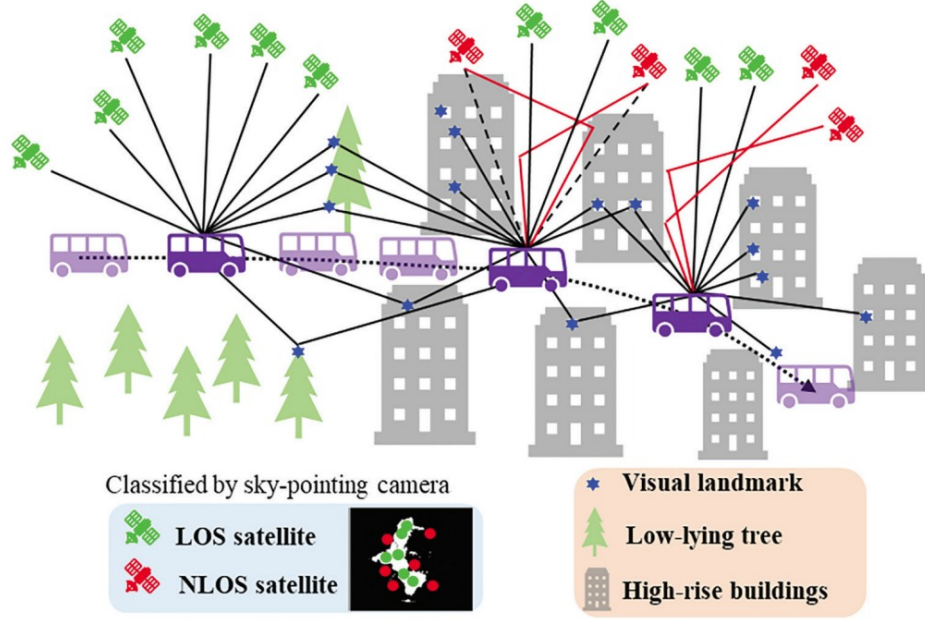 Classified by sky-pointing camera
LOS satellite
NLOS satellite
Visual landmark
Low-lying tree
High-rise buildings